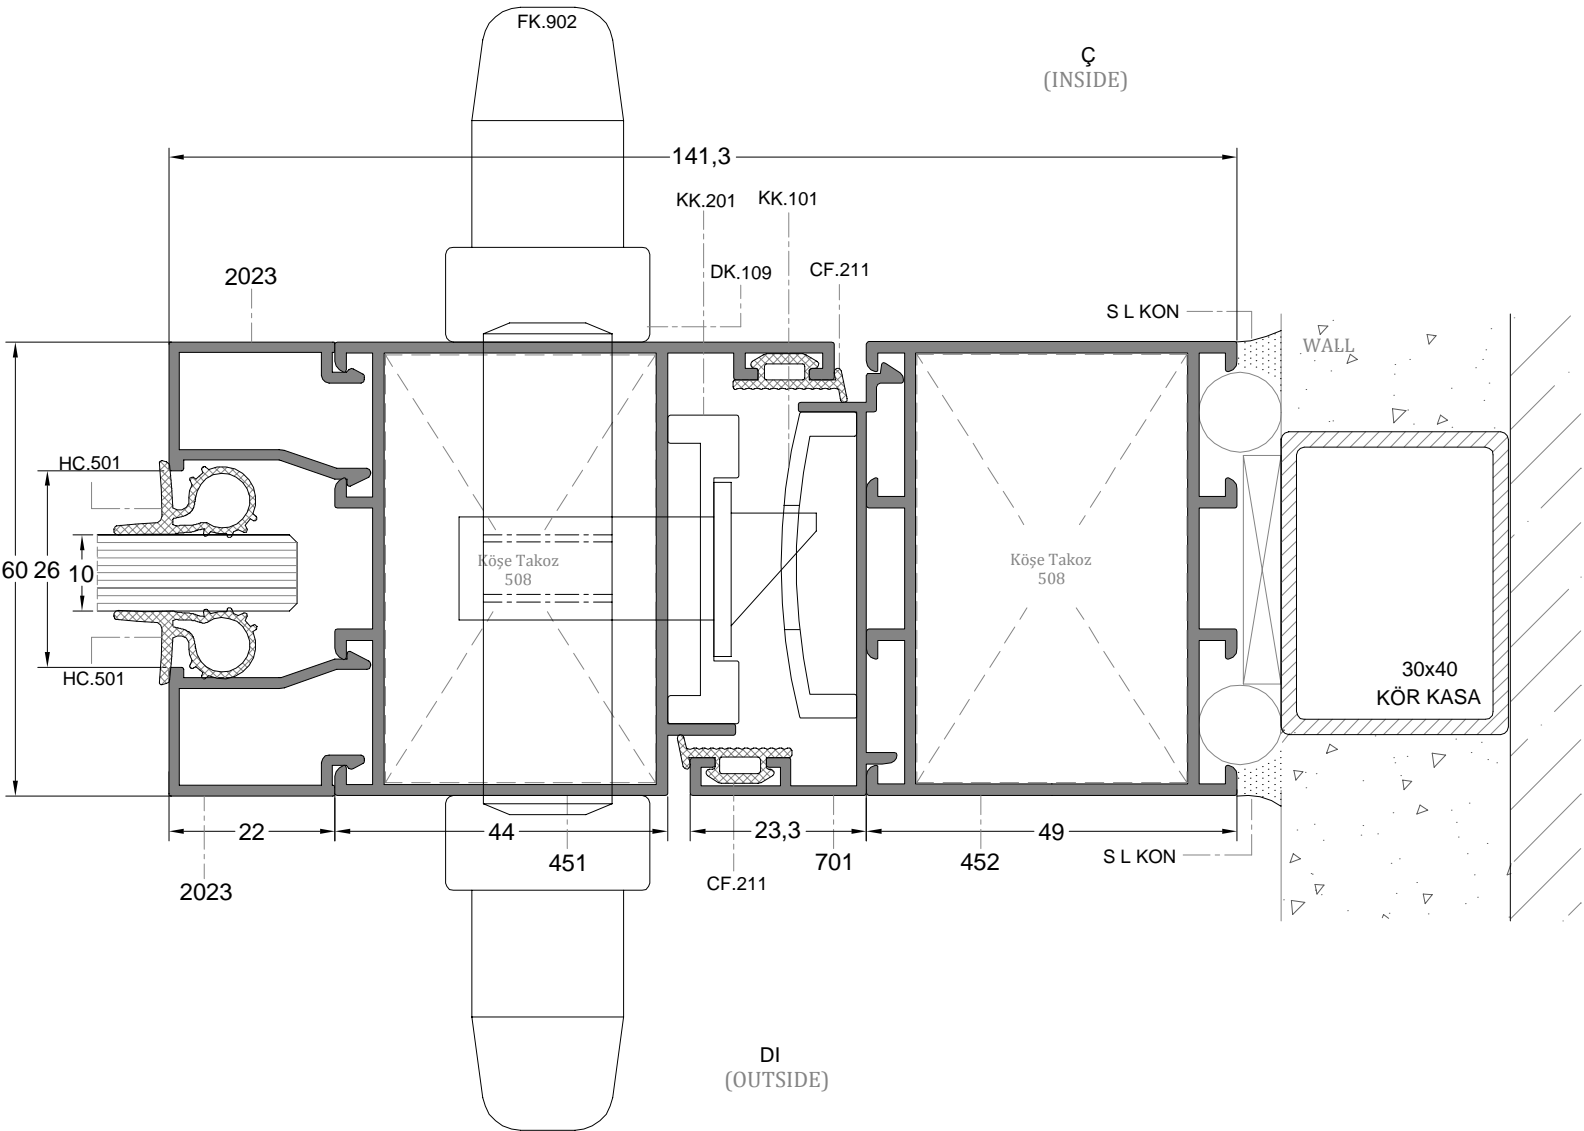 FK.902
Ç
(INSIDE)
141,3
KK.201
KK.101
DK.109
CF.211
2023
S L KON
WALL
HC.501
60
26
10
Köşe Takoz
508
Köşe Takoz
508
HC.501
30x40
KÖR KASA
22
44
23,3
49
451
701
452
S L KON
2023
CF.211
DI
(OUTSIDE)